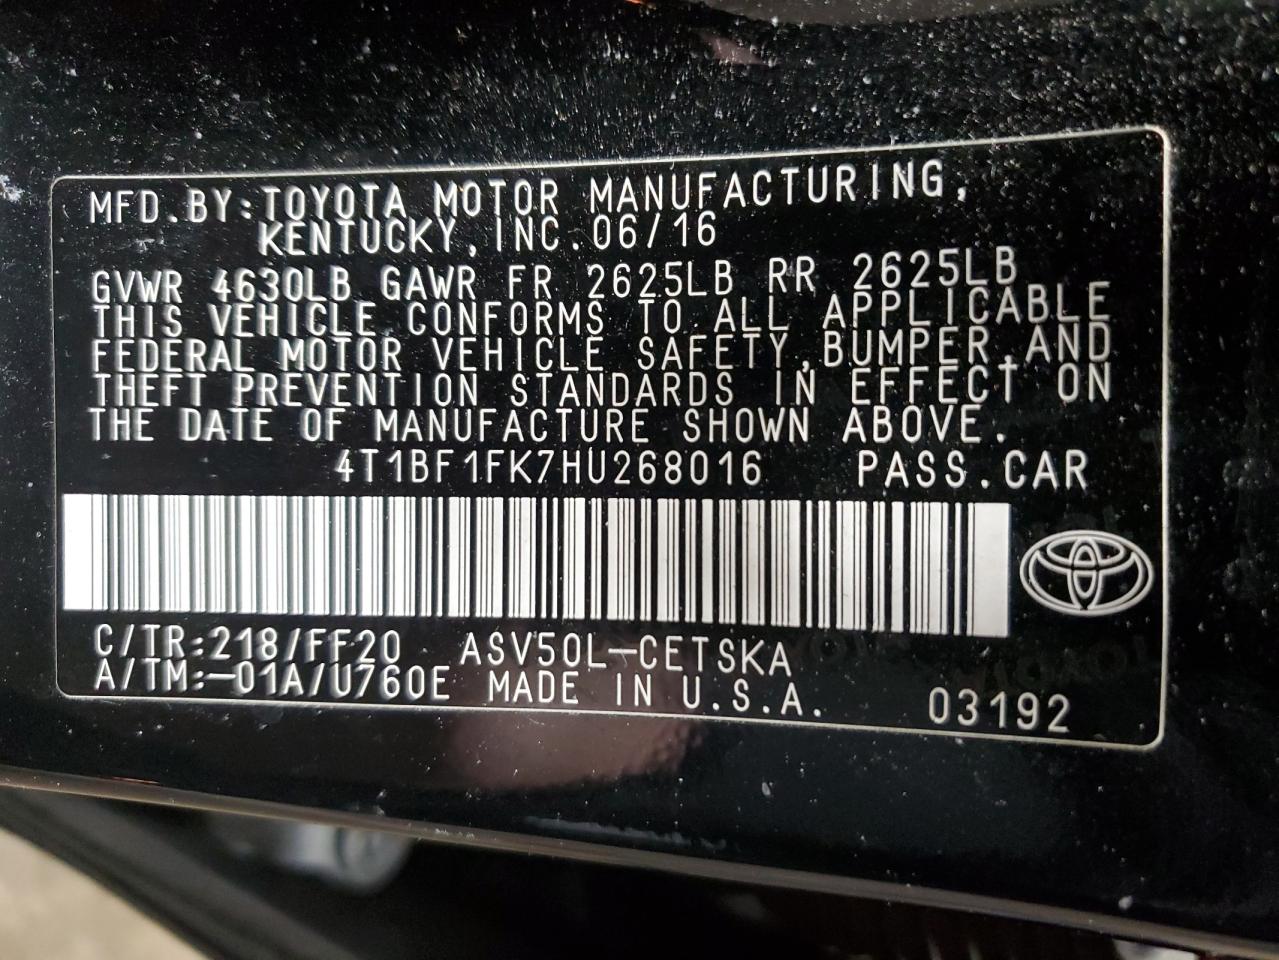 MFD.BY:TOYOTA MOTOR MANUFACTURING,
KENTUCKY,INC.06/16
GVWR 4630LB GAWR FR 2625LB RR 2625LB
THIS VEHICLE CONFORMS TO ALL APPLICABLE
FEDERAL MOTOR VEHICLE SAFETY,BUMPER,AND
THEFT PREVENTION STANDARDS IN EFFECT ON
THE DATE OF MANUFACTURE SHOWN ABOVE.
4T1BF1FK7HU268016 PASS.CAR
C/TR:218/FF20 ASV50L-CETSKA
A/TM:-01A/U760E MADE IN U.S.A. 03192